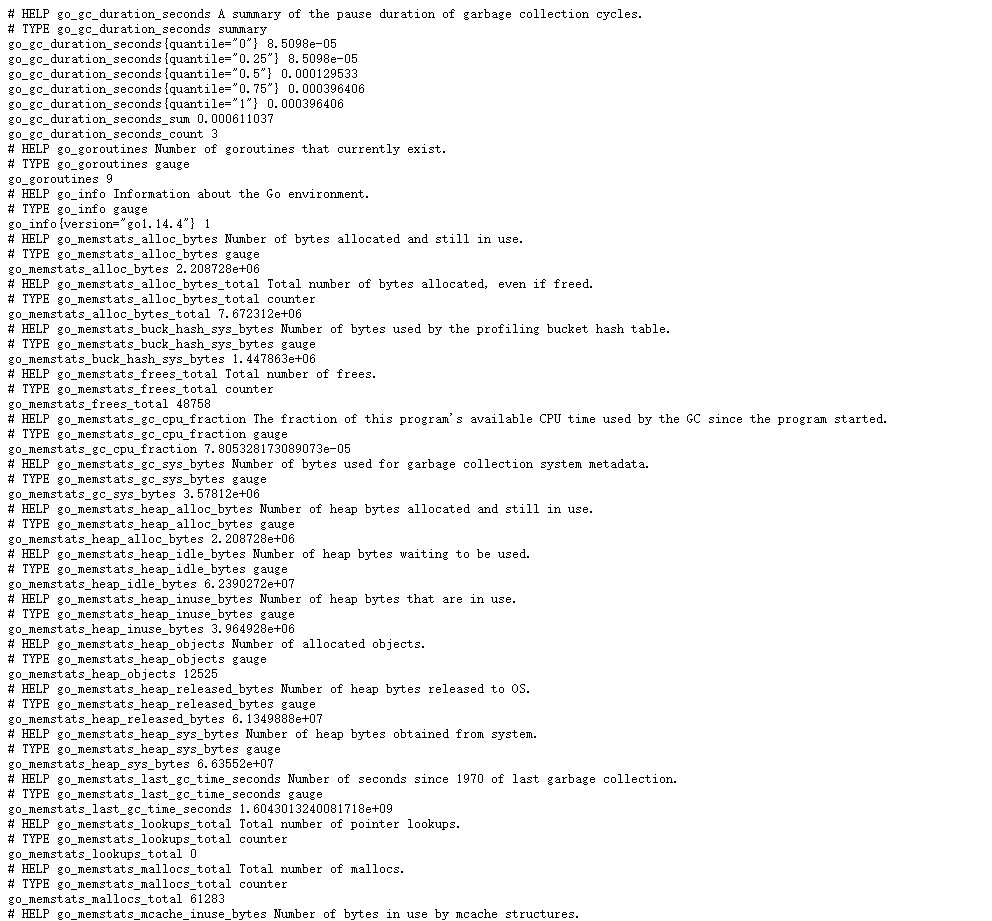 # HELP go_gc_duration_seconds A summary of the pause duration of garbage collection cycles.
# TYPE go_gc_duration_seconds summary
go_gc_duration_seconds{quantile="0"} 8.5098e-05
go_gc_duration_seconds{quantile="0.25"} 8.5098e-05
go_gc_duration_seconds{quantile="0.5"} 0.000129533
go_gc_duration_seconds{quantile="0.75"} 0.000396406
go_gc_duration_seconds{quantile="1"} 0.000396406
go_gc_duration_seconds_sum 0.000611037
go_gc_duration_seconds_count 3
# HELP go_goroutines Number of goroutines that currently exist.
# TYPE go_goroutines gauge
go_goroutines 9
# HELP go_info Information about the Go environment.
# TYPE go_info gauge
go_info{version="go1.14.4"} 1
# HELP go_memstats_alloc_bytes Number of bytes allocated and still in use.
# TYPE go_memstats_alloc_bytes gauge
go_memstats_alloc_bytes 2.208728e+06
# HELP go_memstats_alloc_bytes_total Total number of bytes allocated, even if freed.
# TYPE go_memstats_alloc_bytes_total counter
go_memstats_alloc_bytes_total 7.672312e+06
# HELP go_memstats_buck_hash_sys_bytes Number of bytes used by the profiling bucket hash table.
# TYPE go_memstats_buck_hash_sys_bytes gauge
go_memstats_buck_hash_sys_bytes 1.447863e+06
# HELP go_memstats_frees_total Total number of frees.
# TYPE go_memstats_frees_total counter
go_memstats_frees_total 48758
# HELP go_memstats_gc_cpu_fraction The fraction of this program's available CPU time used by the GC since the program started.
# TYPE go_memstats_gc_cpu_fraction gauge
go_memstats_gc_cpu_fraction 7.805328173089073e-05
# HELP go_memstats_gc_sys_bytes Number of bytes used for garbage collection system metadata.
# TYPE go_memstats_gc_sys_bytes gauge
go_memstats_gc_sys_bytes 3.57812e+06
# HELP go_memstats_heap_alloc_bytes Number of heap bytes allocated and still in use.
# TYPE go_memstats_heap_alloc_bytes gauge
go_memstats_heap_alloc_bytes 2.208728e+06
# HELP go_memstats_heap_idle_bytes Number of heap bytes waiting to be used.
# TYPE go_memstats_heap_idle_bytes gauge
go_memstats_heap_idle_bytes 6.2390272e+07
# HELP go_memstats_heap_inuse_bytes Number of heap bytes that are in use.
# TYPE go_memstats_heap_inuse_bytes gauge
go_memstats_heap_inuse_bytes 3.964928e+06
# HELP go_memstats_heap_objects Number of allocated objects.
# TYPE go_memstats_heap_objects gauge
go_memstats_heap_objects 12525
# HELP go_memstats_heap_released_bytes Number of heap bytes released to OS.
# TYPE go_memstats_heap_released_bytes gauge
go_memstats_heap_released_bytes 6.1349888e+07
# HELP go_memstats_heap_sys_bytes Number of heap bytes obtained from system.
# TYPE go_memstats_heap_sys_bytes gauge
go_memstats_heap_sys_bytes 6.63552e+07
# HELP go_memstats_last_gc_time_seconds Number of seconds since 1970 of last garbage collection.
# TYPE go_memstats_last_gc_time_seconds gauge
go_memstats_last_gc_time_seconds 1.6043013240081718e+09
# HELP go_memstats_lookups_total Total number of pointer lookups.
# TYPE go_memstats_lookups_total counter
go_memstats_lookups_total 0
# HELP go_memstats_mallocs_total Total number of mallocs.
# TYPE go_memstats_mallocs_total counter
go_memstats_mallocs_total 61283
# HELP go_memstats_mcache_inuse_bytes Number of bytes in use by mcache structures.